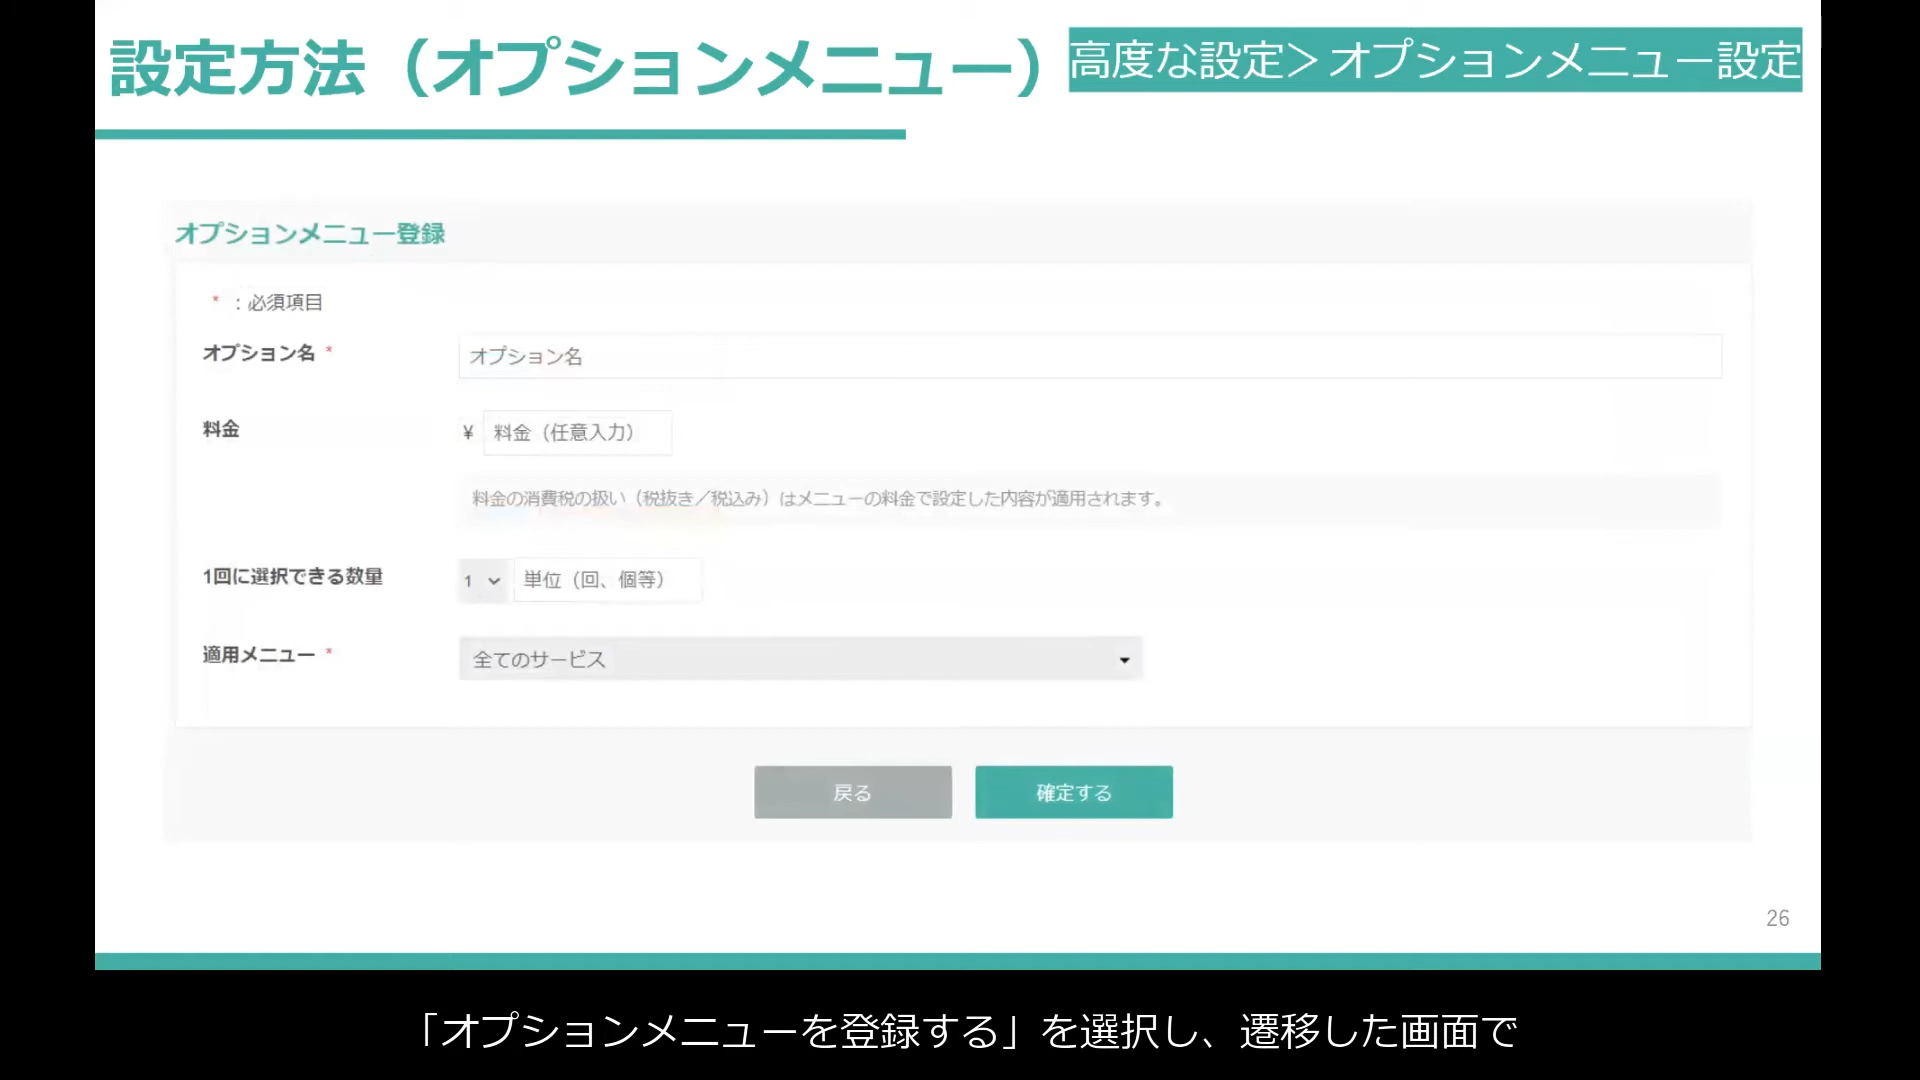 設定方法（オプションメニュー）
高度な設定＞オプションメニュー設定
オプションメニュー登録
* ：必須項目
オプション名 *
オプション名
料金
¥ 料金（任意入力）
料金の消費税の扱い（税抜き／税込み）はメニューの料金で設定した内容が適用されます。
1回に選択できる数量
1 単位（回、個等）
適用メニュー *
全てのサービス
戻る
確定する
26
「オプションメニューを登録する」を選択し、遷移した画面で